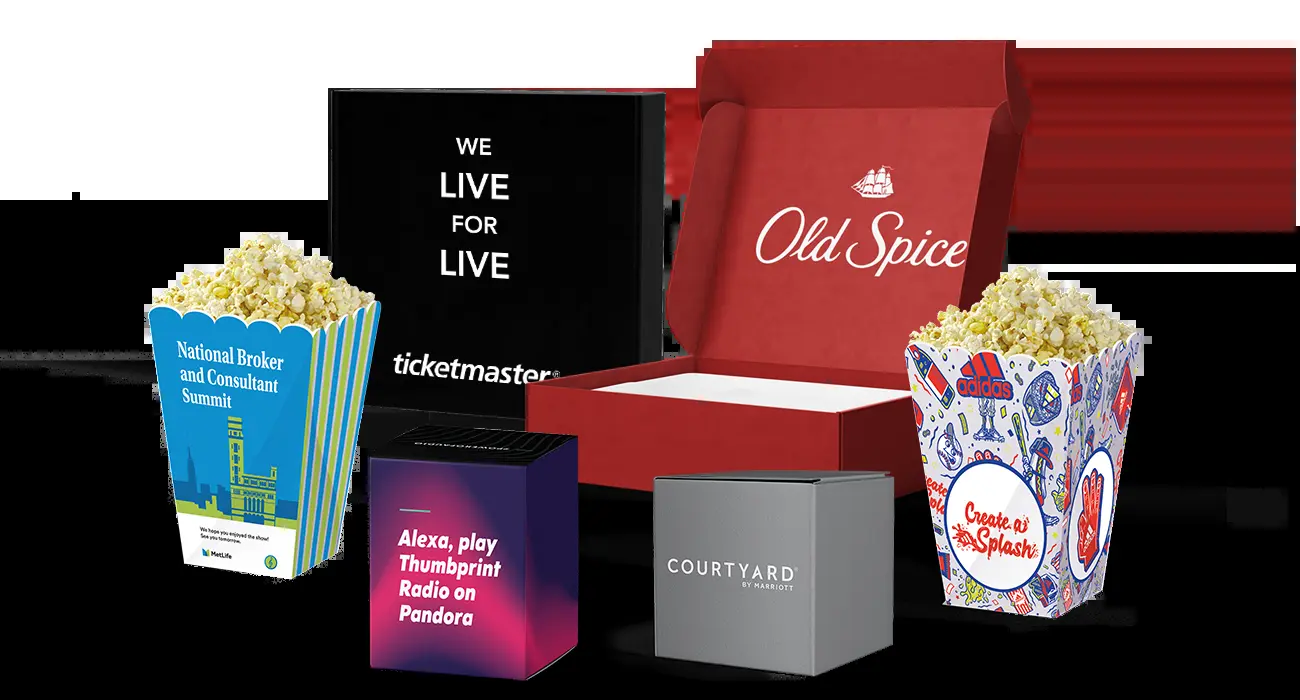 WE
LIVE
FOR
LIVE
ticketmaster®
Old Spice
National Broker
and Consultant
Summit
We hope you enjoyed the show!
See you tomorrow.
MetLife
#POWEROFAUDIO
Alexa, play
Thumbprint
Radio on
Pandora
COURTYARD®
BY MARRIOTT
adidas
Create a
Splash